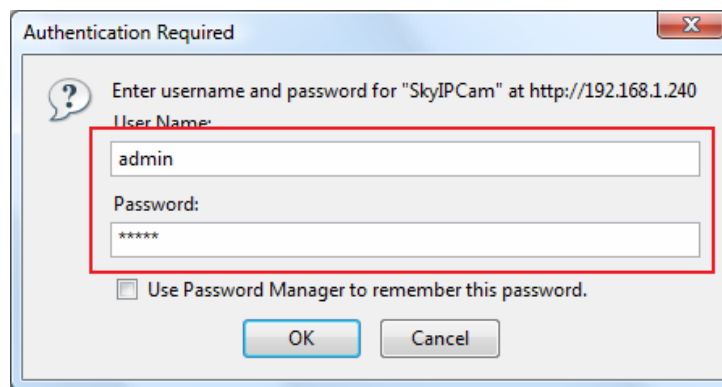 Authentication Required
Enter username and password for "SkyIPCam" at http://192.168.1.240
User Name:
admin
Password:
*****
Use Password Manager to remember this password.
OK
Cancel